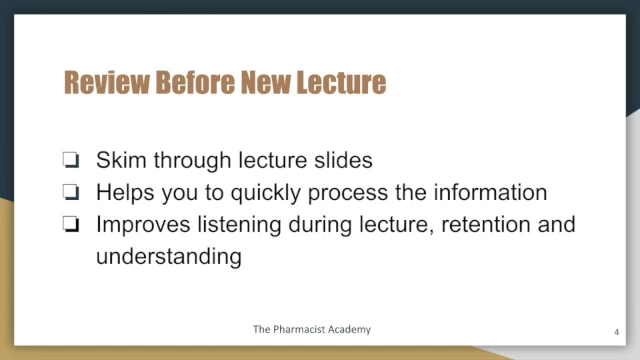 Review Before New Lecture
❏ Skim through lecture slides
❏ Helps you to quickly process the information
❏ Improves listening during lecture, retention and
understanding
The Pharmacist Academy
4